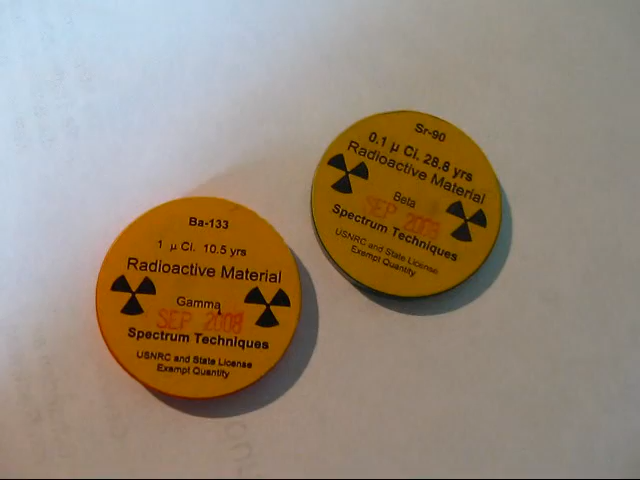 Ba-133
1 μ Ci. 10.5 yrs
Radioactive Material
Gamma
SEP 2008
Spectrum Techniques
USNRC and State License
Exempt Quantity
Sr-90
0.1 μ Ci. 28.8 yrs
Radioactive Material
Beta
SEP 2008
Spectrum Techniques
USNRC and State License
Exempt Quantity